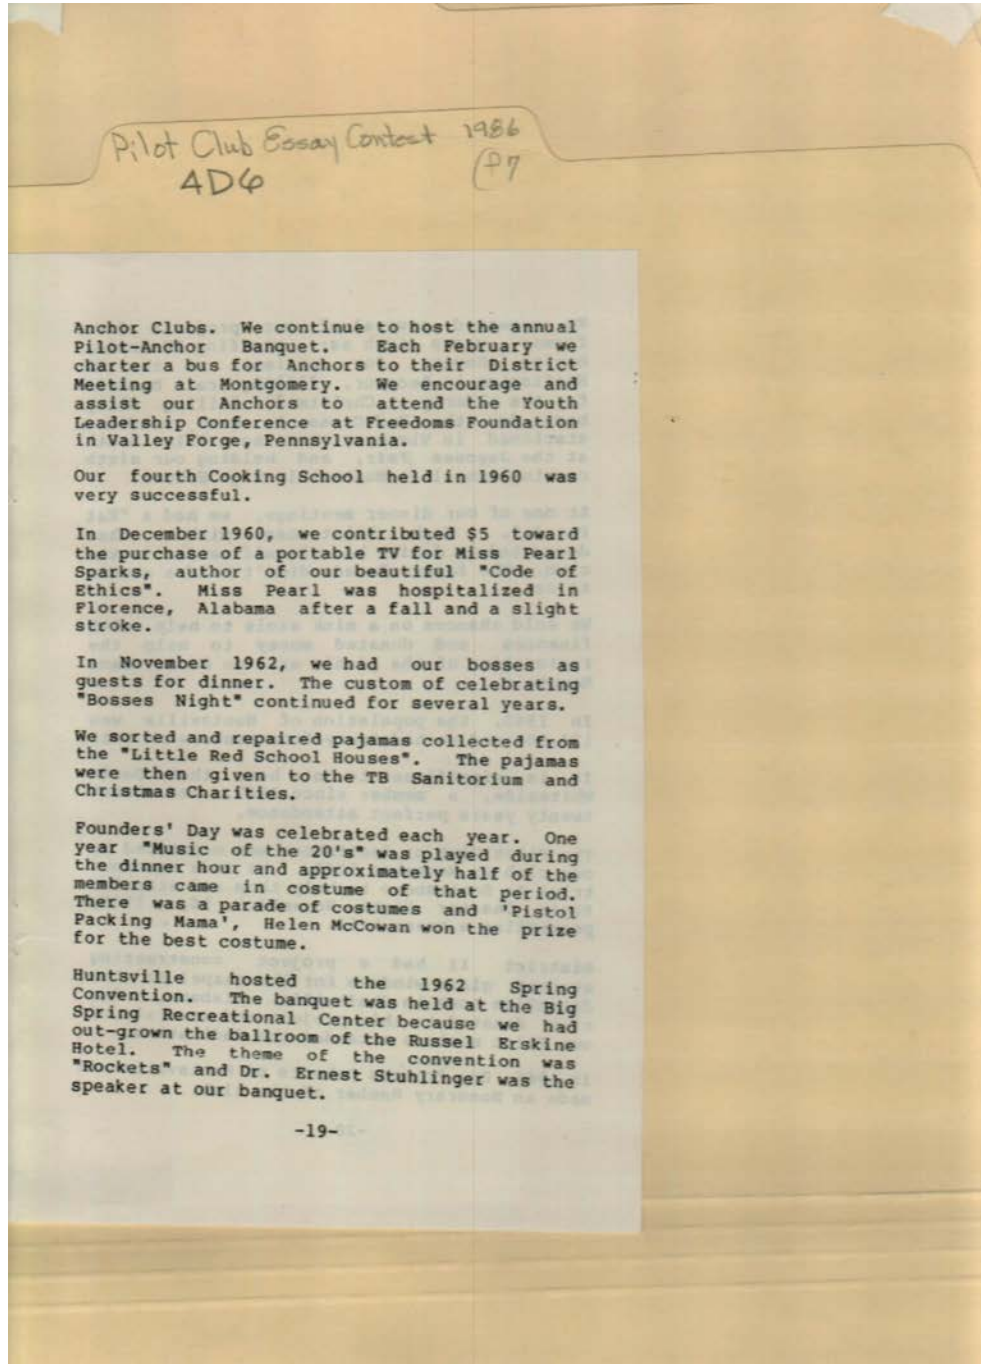 Pilot Club Essay Contest 1986
4D6 (P7
Anchor Clubs. We continue to host the annual
Pilot-Anchor Banquet. Each February we
charter a bus for Anchors to their District
Meeting at Montgomery. We encourage and
assist our Anchors to attend the Youth
Leadership Conference at Freedoms Foundation
in Valley Forge, Pennsylvania.
Our fourth Cooking School held in 1960 was
very successful.
In December 1960, we contributed $5 toward
the purchase of a portable TV for Miss Pearl
Sparks, author of our beautiful "Code of
Ethics". Miss Pearl was hospitalized in
Florence, Alabama after a fall and a slight
stroke.
In November 1962, we had our bosses as
guests for dinner. The custom of celebrating
"Bosses Night" continued for several years.
We sorted and repaired pajamas collected from
the "Little Red School Houses". The pajamas
were then given to the TB Sanitorium and
Christmas Charities.
Founders' Day was celebrated each year. One
year "Music of the 20's" was played during
the dinner hour and approximately half of the
members came in costume of that period.
There was a parade of costumes and 'Pistol
Packing Mama', Helen McCowan won the prize
for the best costume.
Huntsville hosted the 1962 Spring
Convention. The banquet was held at the Big
Spring Recreational Center because we had
out-grown the ballroom of the Russel Erskine
Hotel. The theme of the convention was
"Rockets" and Dr. Ernest Stuhlinger was the
speaker at our banquet.
-19-